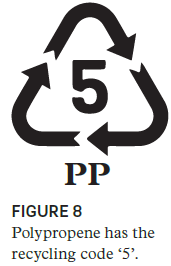 5
PP
FIGURE 8
Polypropene has the
recycling code ‘5’.